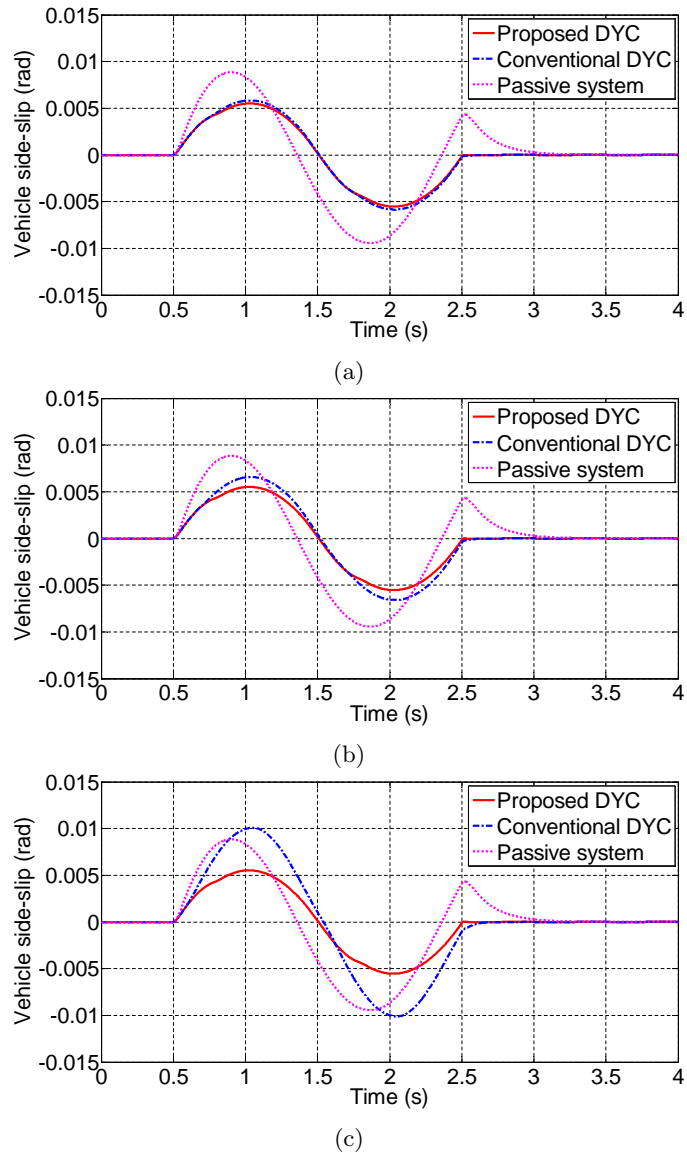 0.015
0.01
0.005
0
-0.005
-0.01
-0.015
Vehicle side-slip (rad)
Proposed DYC
Conventional DYC
Passive system
0 0.5 1 1.5 2 2.5 3 3.5 4
Time (s)
(a)
0.015
0.01
0.005
0
-0.005
-0.01
-0.015
Vehicle side-slip (rad)
Proposed DYC
Conventional DYC
Passive system
0 0.5 1 1.5 2 2.5 3 3.5 4
Time (s)
(b)
0.015
0.01
0.005
0
-0.005
-0.01
-0.015
Vehicle side-slip (rad)
Proposed DYC
Conventional DYC
Passive system
0 0.5 1 1.5 2 2.5 3 3.5 4
Time (s)
(c)